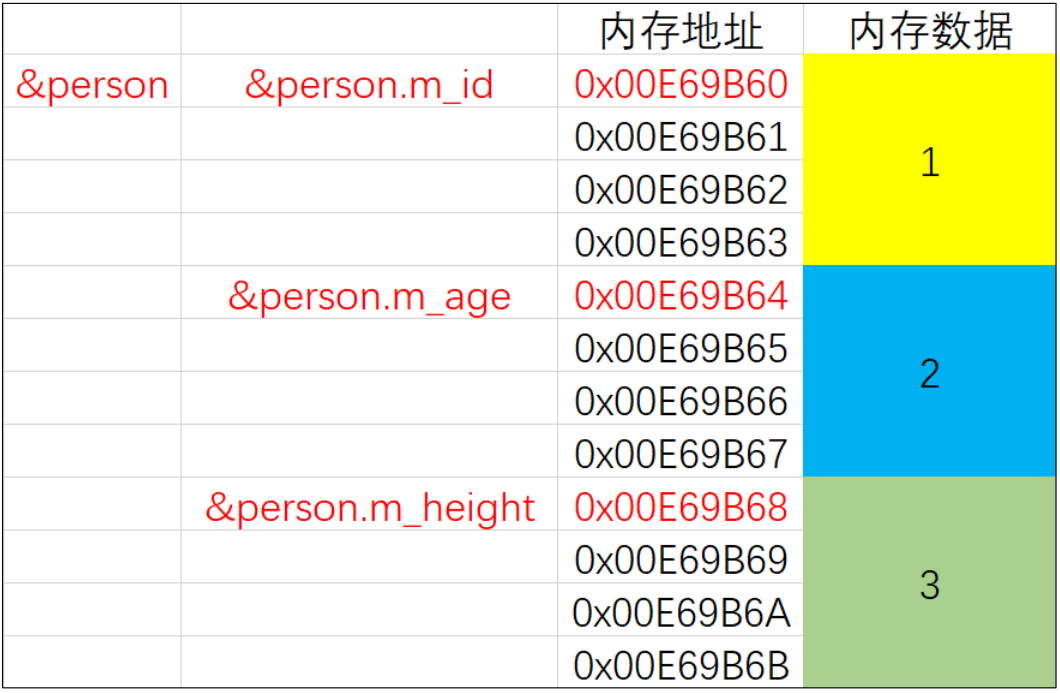 内存地址 内存数据
&person &person.m_id 0x00E69B60
0x00E69B61
1
0x00E69B62
0x00E69B63
&person.m_age 0x00E69B64
0x00E69B65
2
0x00E69B66
0x00E69B67
&person.m_height 0x00E69B68
0x00E69B69
3
0x00E69B6A
0x00E69B6B